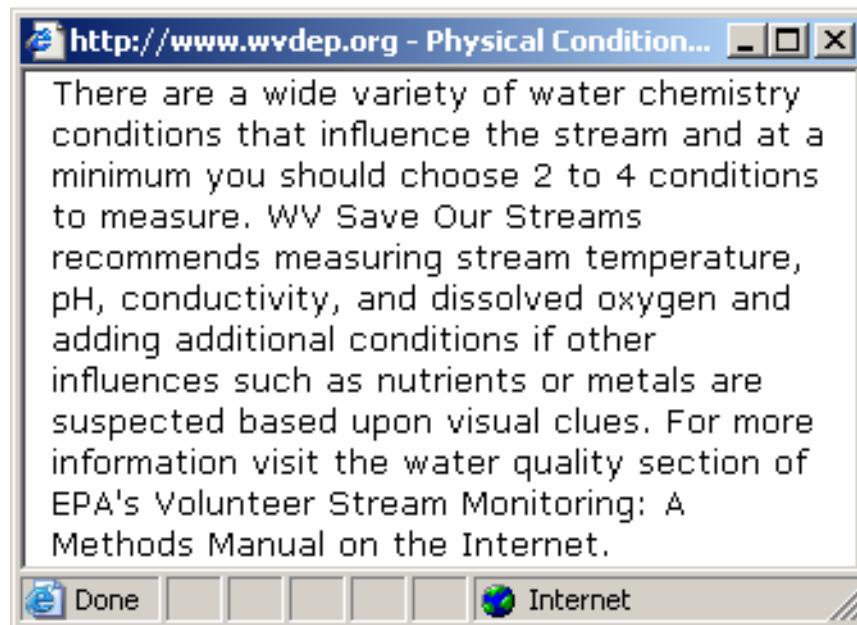 http://www.wvdep.org - Physical Condition...
There are a wide variety of water chemistry
conditions that influence the stream and at a
minimum you should choose 2 to 4 conditions
to measure. WV Save Our Streams
recommends measuring stream temperature,
pH, conductivity, and dissolved oxygen and
adding additional conditions if other
influences such as nutrients or metals are
suspected based upon visual clues. For more
information visit the water quality section of
EPA's Volunteer Stream Monitoring: A
Methods Manual on the Internet.
Done Internet